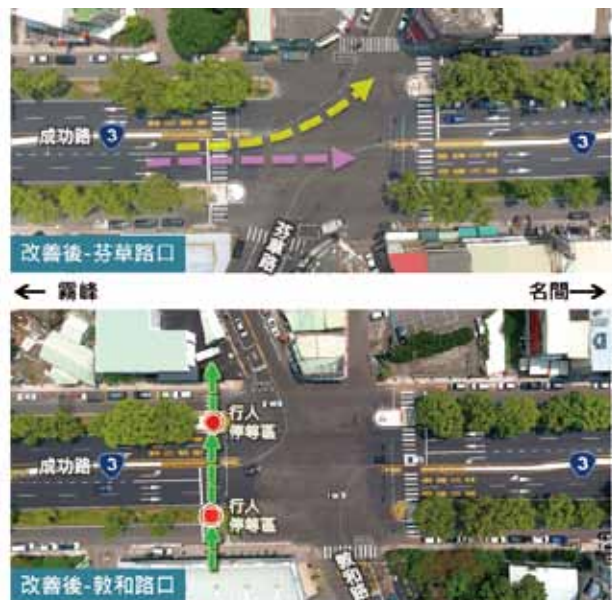 成功路 3
3
芬草路
改善後-芬草路口
← 霧峰
名間 →
行人
停等區
成功路 3
3
行人
停等區
敦和路
改善後-敦和路口